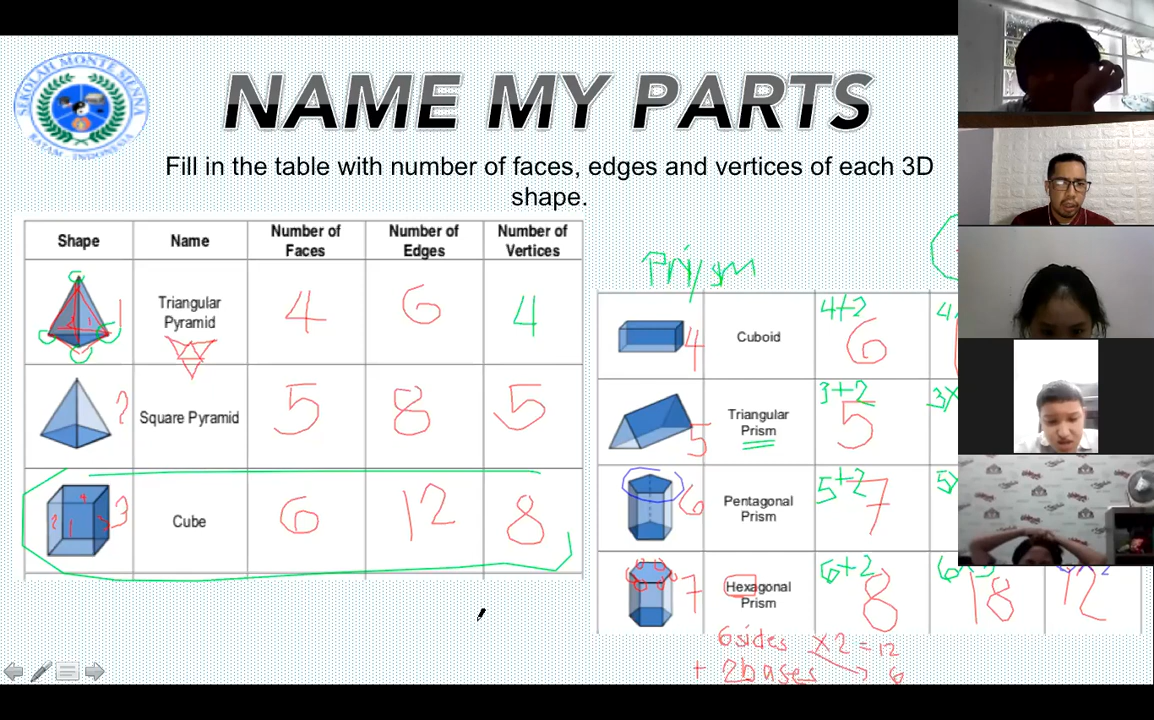 SEKOLAH MONTE SIENNA
BATAM INDONESIA
NAME MY PARTS
Fill in the table with number of faces, edges and vertices of each 3D
shape.
Shape Name Number of Faces Number of Edges Number of Vertices
1 Triangular Pyramid 4 6 4
2 Square Pyramid 5 8 5
3 Cube 6 12 8
Prism
4 Cuboid 4+2 6
5 Triangular Prism 3+2 5
6 Pentagonal Prism 5+2 7
7 Hexagonal Prism 6+2 8 18 12
6 sides x2 = 12
+ 2 bases 6